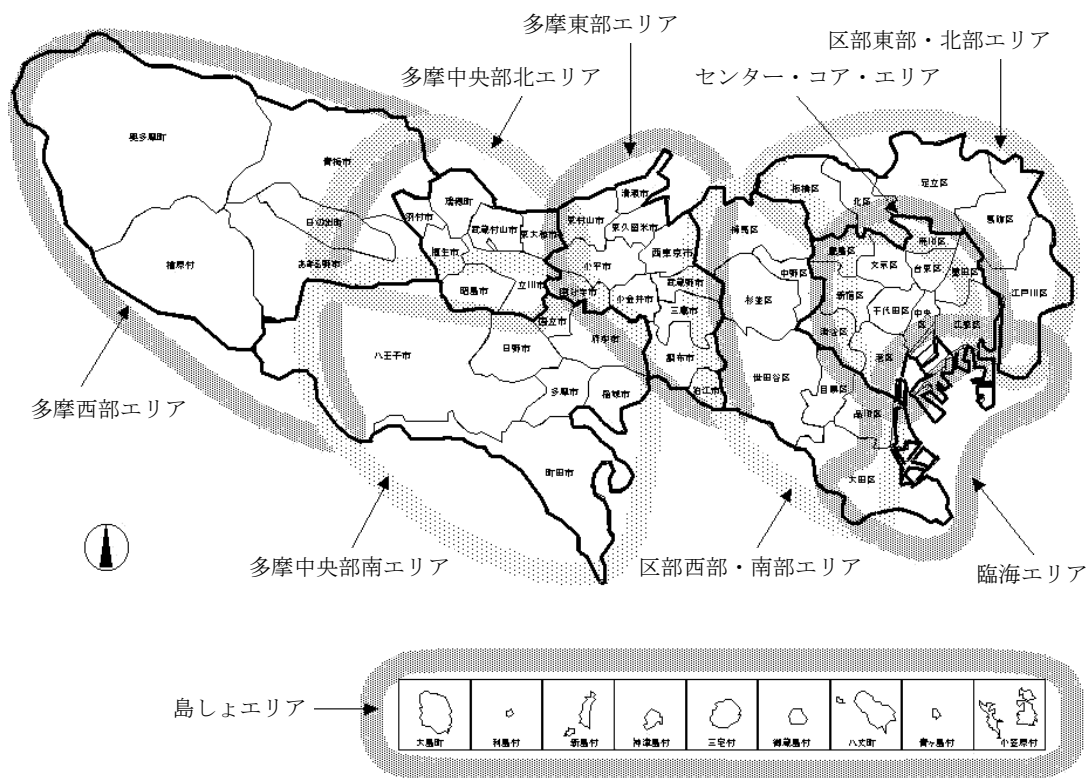 多摩東部エリア
区部東部・北部エリア
多摩中央部北エリア
センター・コア・エリア
奥多摩町
青梅市
日の出町
あきる野市
檜原村
羽村市
瑞穂町
武蔵村山市
東大和市
福生市
昭島市
立川市
八王子市
日野市
国立市
府中市
多摩市
稲城市
町田市
清瀬市
東村山市
東久留米市
西東京市
小平市
国分寺市
小金井市
武蔵野市
三鷹市
調布市
狛江市
板橋区
北区
足立区
葛飾区
練馬区
中野区
杉並区
豊島区
文京区
荒川区
台東区
墨田区
江戸川区
新宿区
千代田区
中央区
江東区
渋谷区
港区
世田谷区
目黒区
品川区
大田区
多摩西部エリア
多摩中央部南エリア
区部西部・南部エリア
臨海エリア
島しょエリア
大島町
利島村
新島村
神津島村
三宅村
御蔵島村
八丈町
青ヶ島村
小笠原村